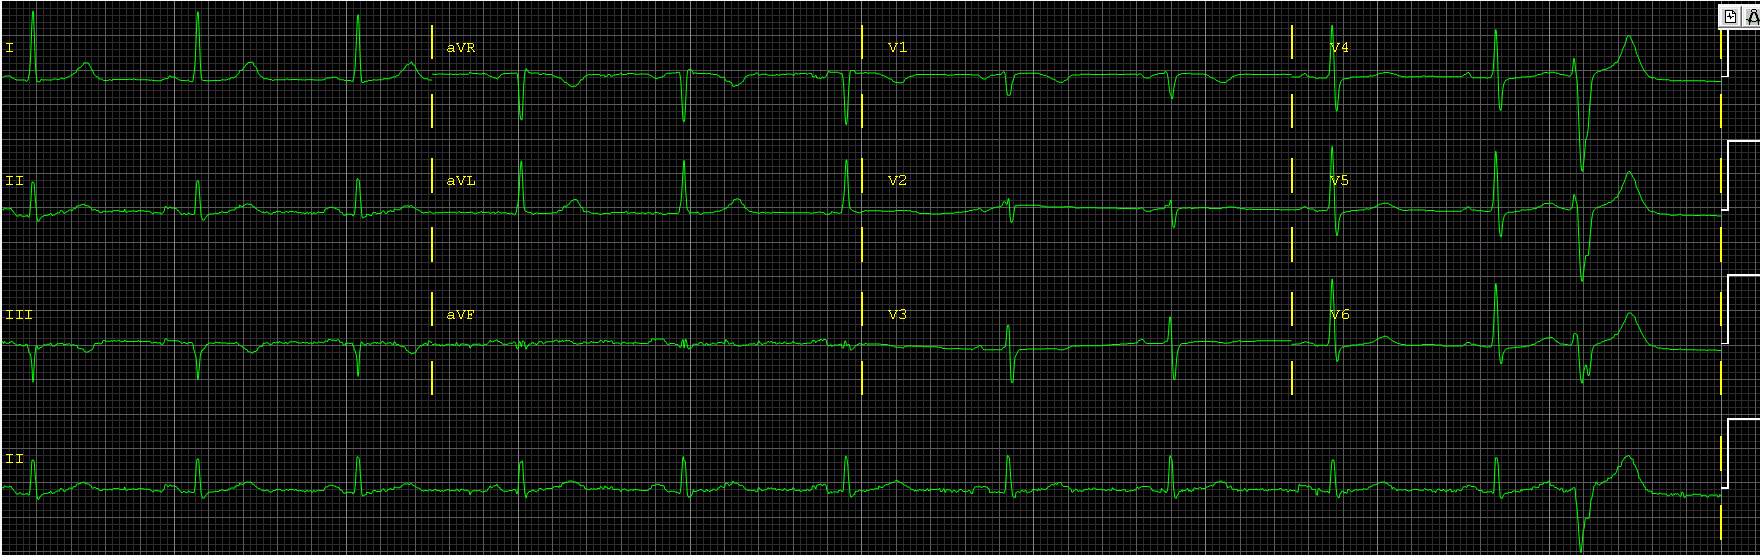 I aVR V1 V4
II aVL V2 V5
III aVF V3 V6
II